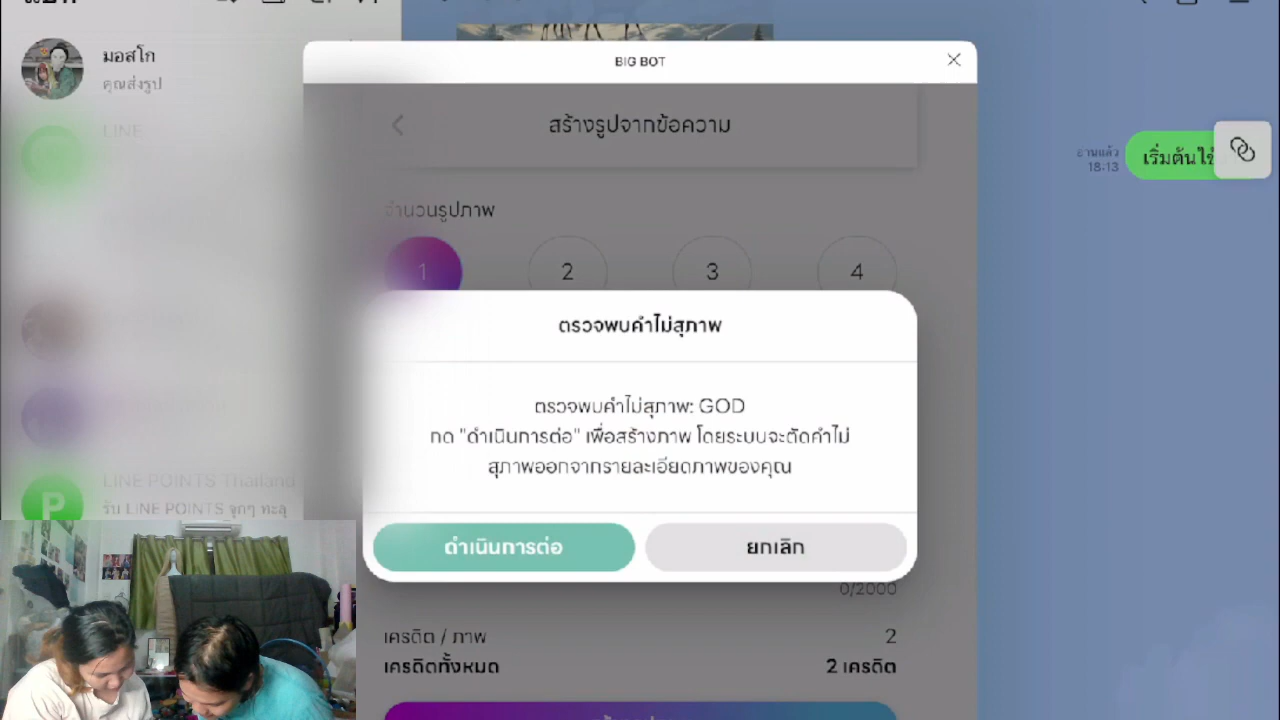 มอสโก
คุณส่งรูป
LINE
LINE POINTS Thailand
รับ LINE POINTS จุกๆ ทะลุ
P
BIG BOT
สร้างรูปจากข้อความ
จำนวนรูปภาพ
1 2 3 4
ตรวจพบคำไม่สุภาพ
ตรวจพบคำไม่สุภาพ: GOD
กด "ดำเนินการต่อ" เพื่อสร้างภาพ โดยระบบจะตัดคำไม่
สุภาพออกจากรายละเอียดภาพของคุณ
ดำเนินการต่อ ยกเลิก
0/2000
เครดิต / ภาพ 2
เครดิตทั้งหมด 2 เครดิต
อ่านแล้ว
18:13
เริ่มต้นใช้